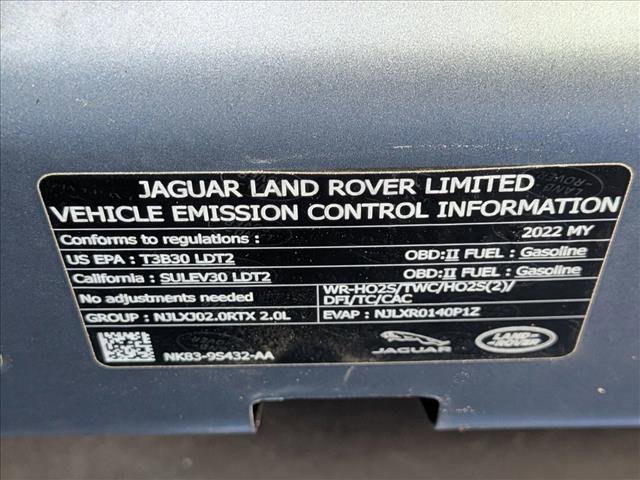 JAGUAR LAND ROVER LIMITED
VEHICLE EMISSION CONTROL INFORMATION
Conforms to regulations : 2022 MY
US EPA : T3B30 LDT2 OBD:II FUEL : Gasoline
California : SULEV30 LDT2 OBD:II FUEL : Gasoline
No adjustments needed WR-HO2S/TWC/HO2S(2)/
DFI/TC/CAC
GROUP : NJLXJ02.0RTX 2.0L EVAP : NJLXR0140P1Z
NK83-9S432-AA JAGUAR LAND ROVER